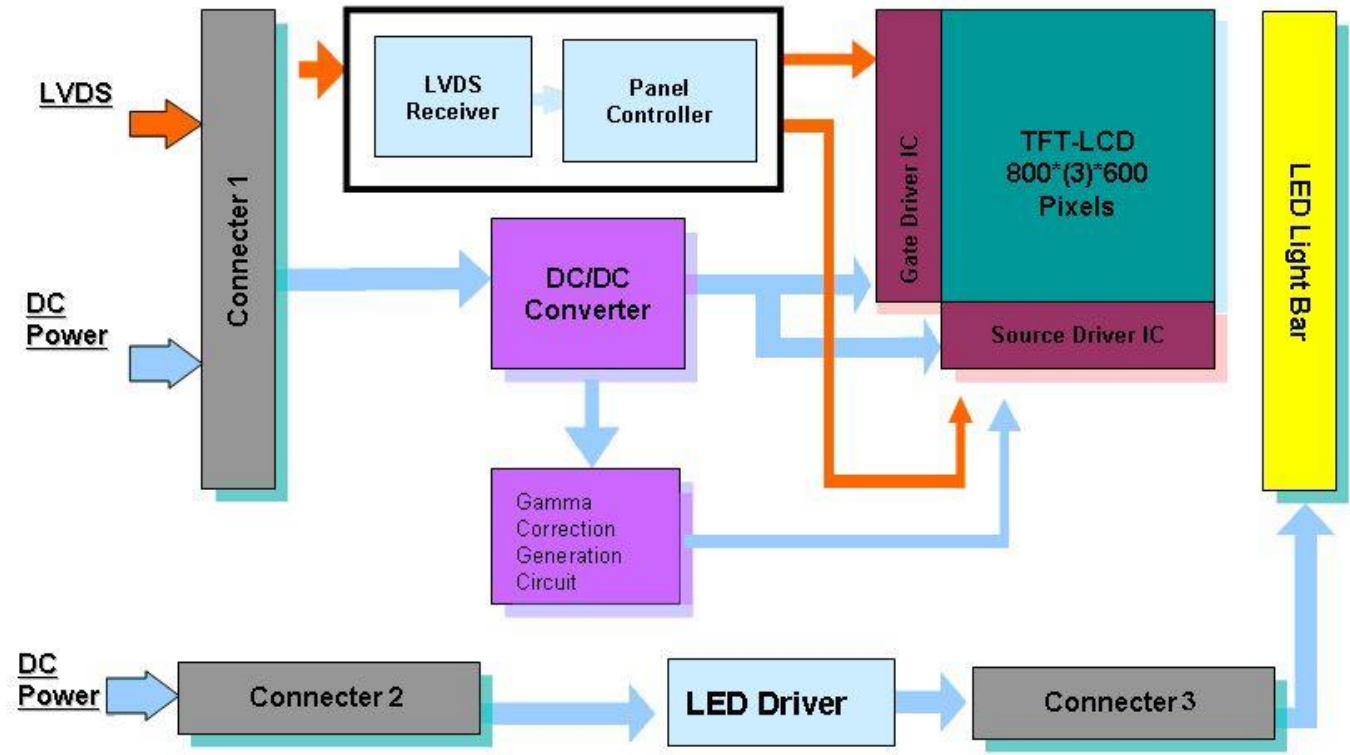 LVDS
DC
Power
Connecter 1
LVDS
Receiver
Panel
Controller
DC/DC
Converter
Gamma
Correction
Generation
Circuit
Gate Driver IC
TFT-LCD
800*(3)*600
Pixels
Source Driver IC
LED Light Bar
DC
Power
Connecter 2
LED Driver
Connecter 3